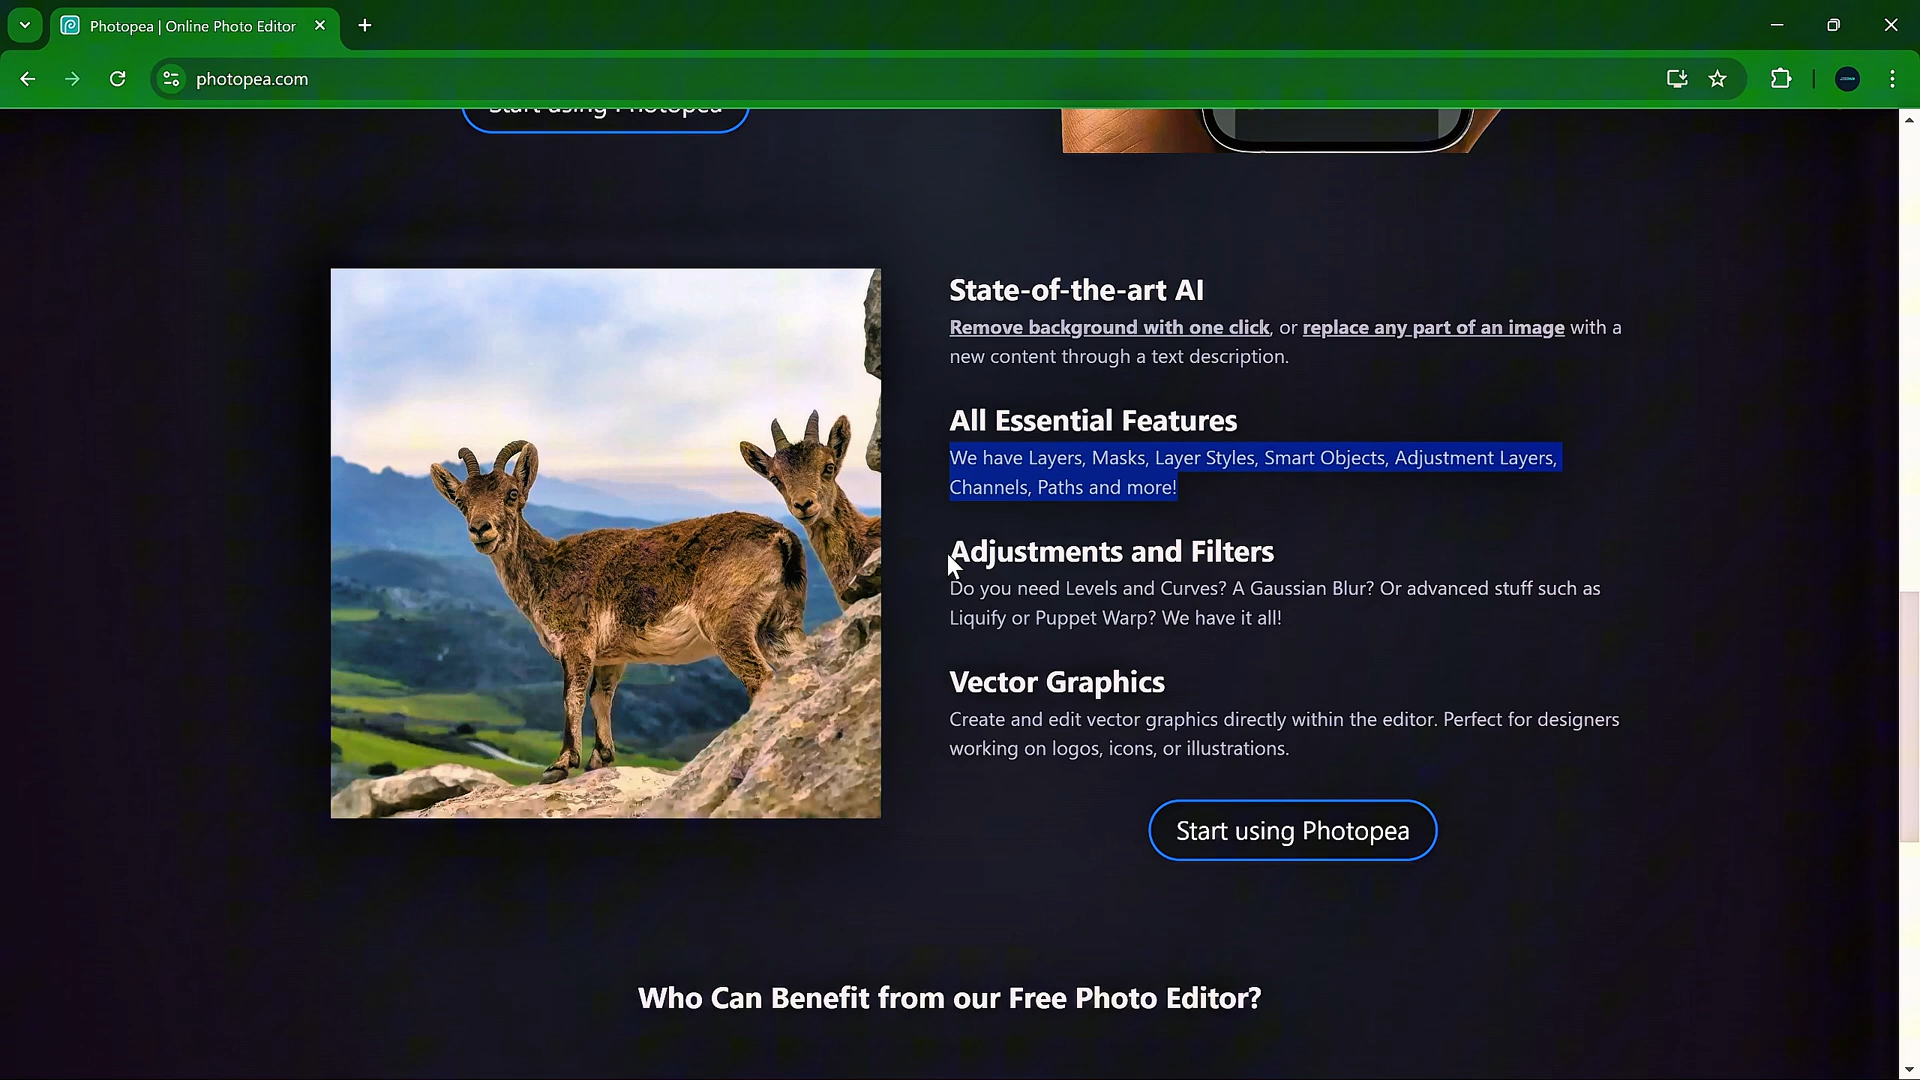 Photopea | Online Photo Editor
photopea.com
Start using Photopea
State-of-the-art AI
Remove background with one click, or replace any part of an image with a
new content through a text description.
All Essential Features
We have Layers, Masks, Layer Styles, Smart Objects, Adjustment Layers,
Channels, Paths and more!
Adjustments and Filters
Do you need Levels and Curves? A Gaussian Blur? Or advanced stuff such as
Liquify or Puppet Warp? We have it all!
Vector Graphics
Create and edit vector graphics directly within the editor. Perfect for designers
working on logos, icons, or illustrations.
Start using Photopea
Who Can Benefit from our Free Photo Editor?